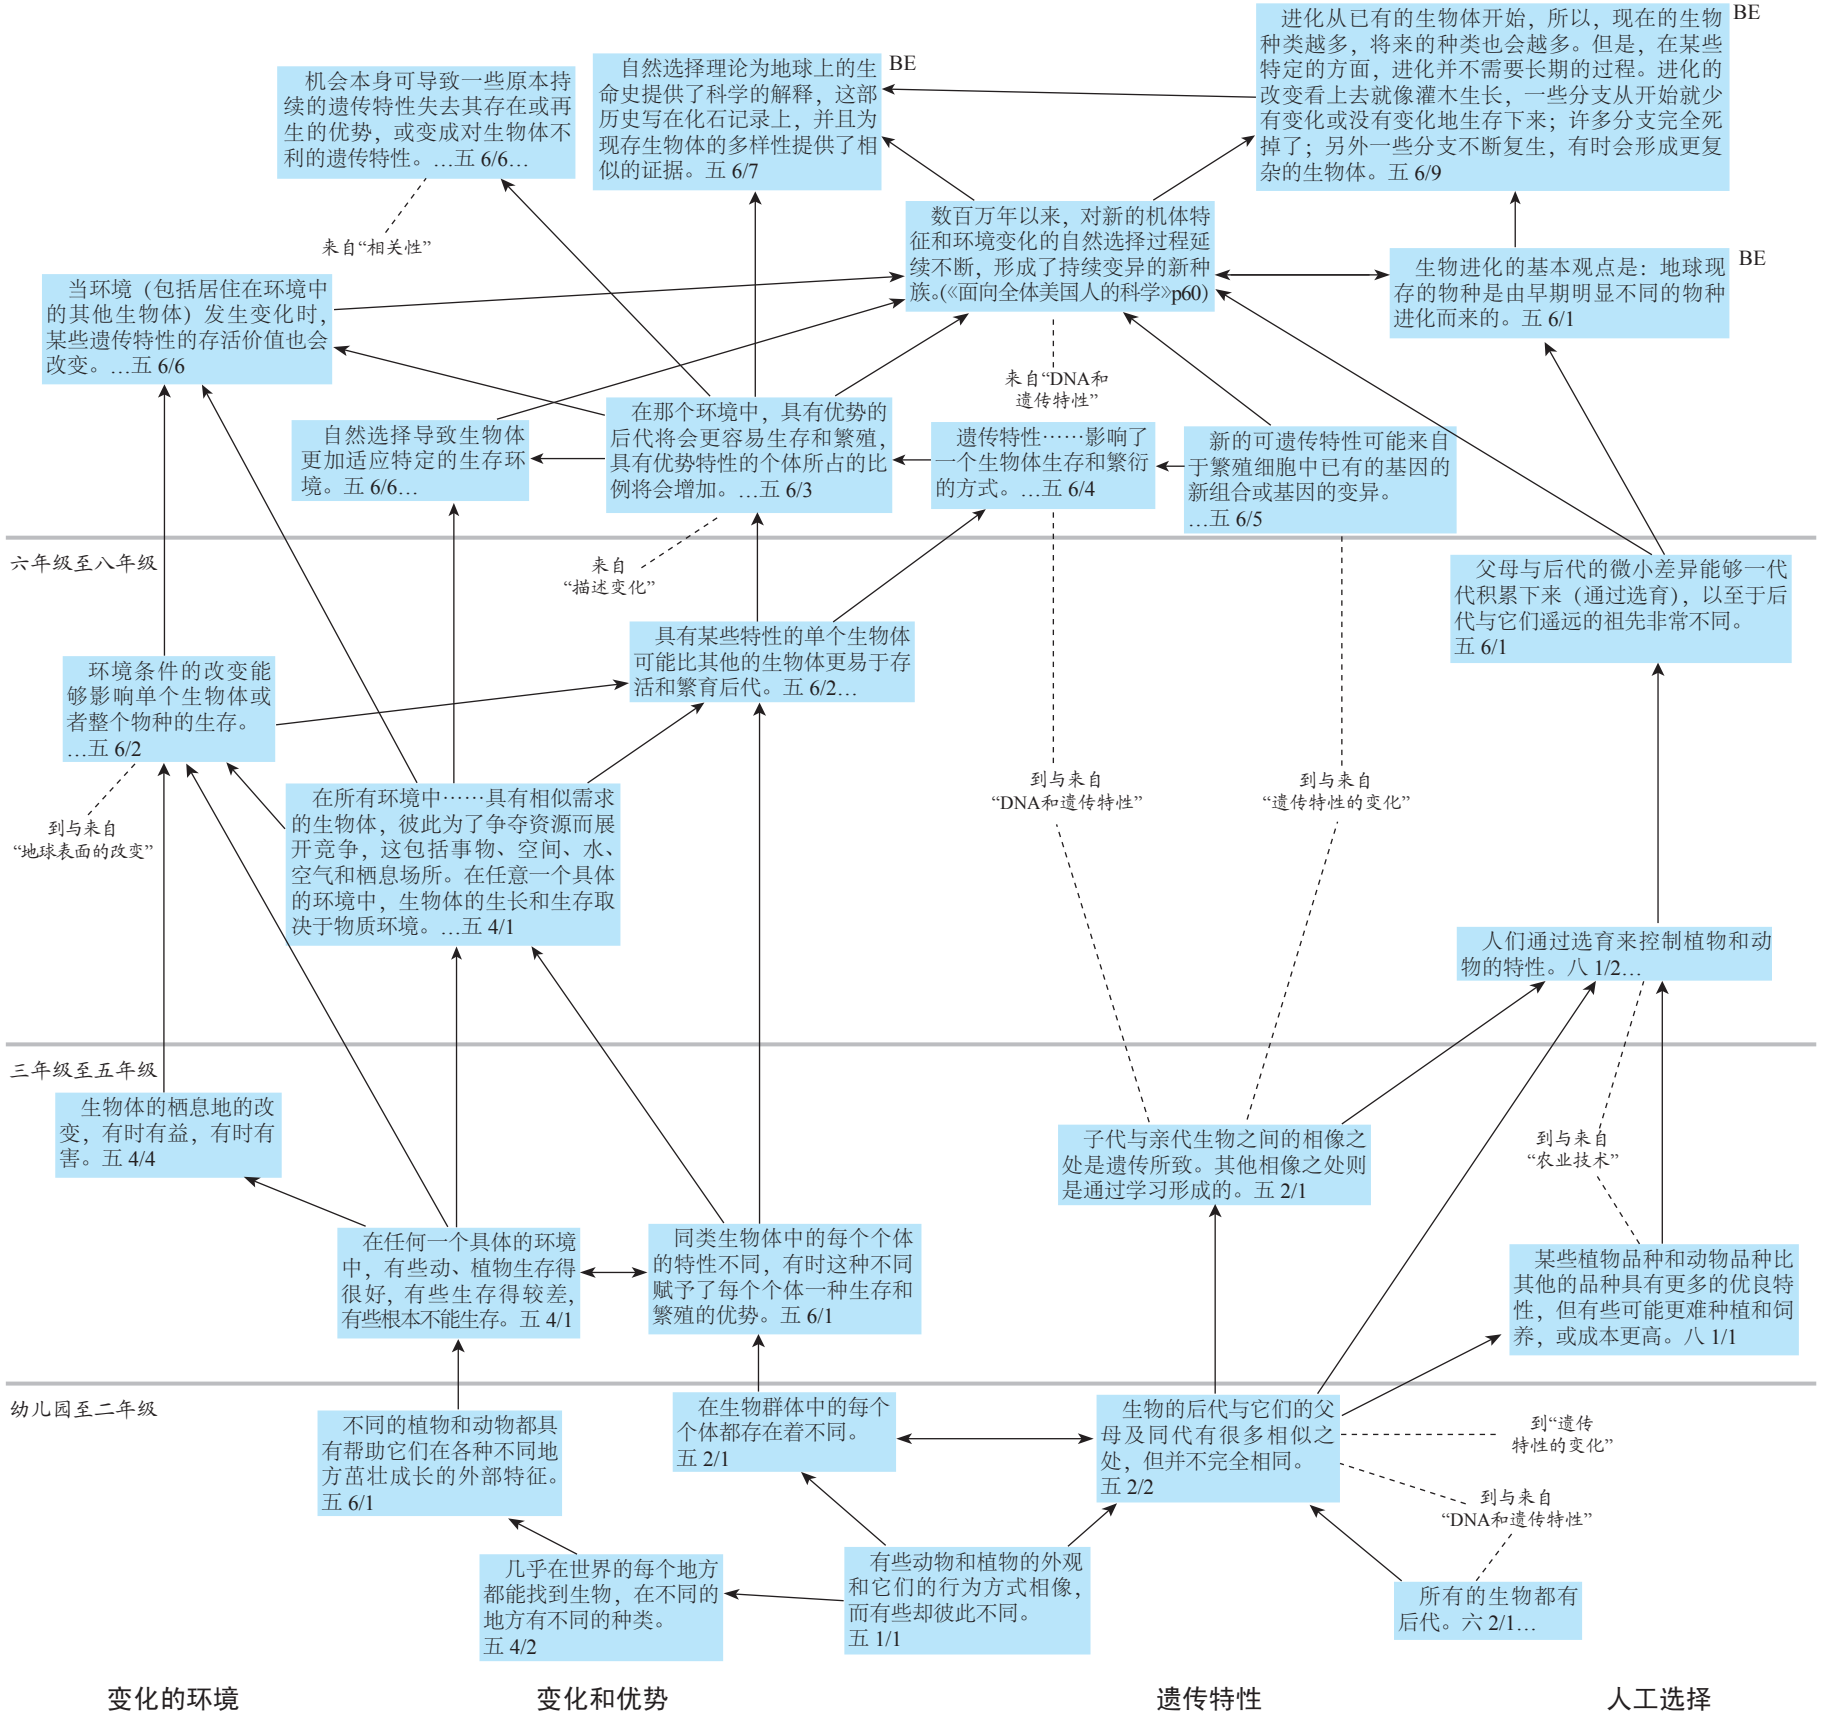 进化从已有的生物体开始，所以，现在的生物
种类越多，将来的种类也会越多。但是，在某些
特定的方面，进化并不需要长期的过程。进化的
改变看上去就像灌木生长，一些分支从开始就少
有变化或没有变化地生存下来；许多分支完全死
掉了；另外一些分支不断复生，有时会形成更复
杂的生物体。五 6/9
BE
自然选择理论为地球上的生
命史提供了科学的解释，这部
历史写在化石记录上，并且为
现存生物体的多样性提供了相
似的证据。五 6/7
BE
机会本身可导致一些原本持
续的遗传特性失去其存在或再
生的优势，或变成对生物体不
利的遗传特性。…五 6/6…
来自“相关性”
数百万年以来，对新的机体特
征和环境变化的自然选择过程延
续不断，形成了持续变异的新种
族。(《面向全体美国人的科学》p60)
生物进化的基本观点是：地球现
存的物种是由早期明显不同的物种
进化而来的。五 6/1
BE
当环境（包括居住在环境中
的其他生物体）发生变化时，
某些遗传特性的存活价值也会
改变。…五 6/6
来自“DNA和
遗传特性”
自然选择导致生物体
更加适应特定的生存环
境。五 6/6…
在那个环境中，具有优势的
后代将会更容易生存和繁殖，
具有优势特性的个体所占的比
例将会增加。…五 6/3
遗传特性……影响了
一个生物体生存和繁衍
的方式。…五 6/4
新的可遗传特性可能来自
于繁殖细胞中已有的基因的
新组合或基因的变异。
…五 6/5
六年级至八年级
来自
“描述变化”
父母与后代的微小差异能够一代
代积累下来（通过选育），以至于后
代与它们遥远的祖先非常不同。
五 6/1
具有某些特性的单个生物体
可能比其他的生物体更易于存
活和繁育后代。五 6/2…
环境条件的改变能
够影响单个生物体或
者整个物种的生存。
…五 6/2
到与来自
“地球表面的改变”
在所有环境中……具有相似需求
的生物体，彼此为了争夺资源而展
开竞争，这包括事物、空间、水、
空气和栖息场所。在任意一个具体
的环境中，生物体的生长和生存取
决于物质环境。…五 4/1
到与来自
“DNA和遗传特性”
到与来自
“遗传特性的变化”
人们通过选育来控制植物和动
物的特性。八 1/2…
三年级至五年级
生物体的栖息地的改
变，有时有益，有时有
害。五 4/4
子代与亲代生物之间的相像之
处是遗传所致。其他相像之处则
是通过学习形成的。五 2/1
到与来自
“农业技术”
在任何一个具体的环境
中，有些动、植物生存得
很好，有些生存得较差，
有些根本不能生存。五 4/1
同类生物体中的每个个体
的特性不同，有时这种不同
赋予了每个个体一种生存和
繁殖的优势。五 6/1
某些植物品种和动物品种比
其他的品种具有更多的优良特
性，但有些可能更难种植和饲
养，或成本更高。八 1/1
幼儿园至二年级
不同的植物和动物都具
有帮助它们在各种不同地
方茁壮成长的外部特征。
五 6/1
在生物群体中的每个
个体都存在着不同。
五 2/1
生物的后代与它们的父
母及同代有很多相似之
处，但并不完全相同。
五 2/2
到“遗传
特性的变化”
到与来自
“DNA和遗传特性”
几乎在世界的每个地方
都能找到生物，在不同的
地方有不同的种类。
五 4/2
有些动物和植物的外观
和它们的行为方式相像，
而有些却彼此不同。
五 1/1
所有的生物都有
后代。六 2/1…
变化的环境
变化和优势
遗传特性
人工选择